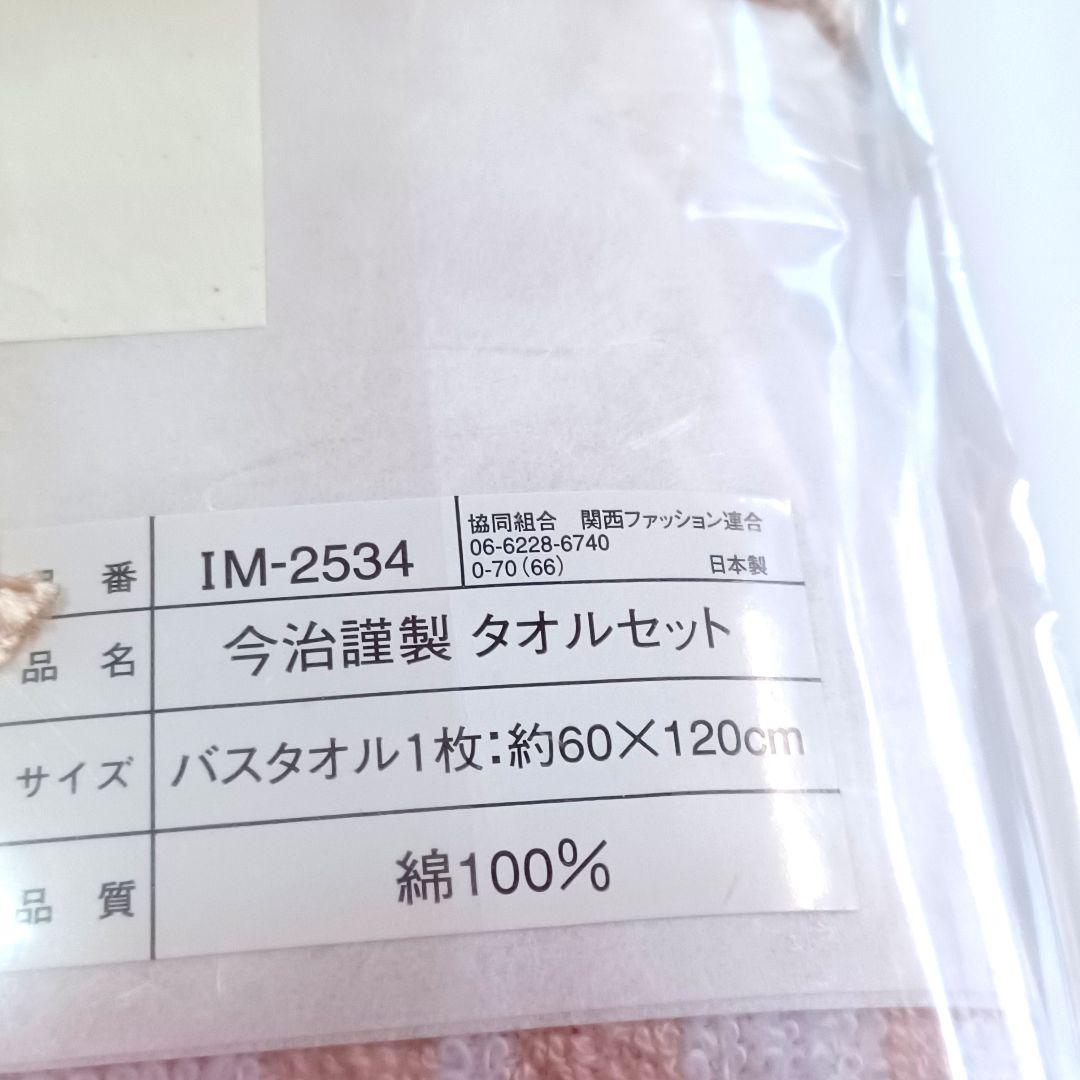 品番 IM-2534
協同組合 関西ファッション連合
06-6228-6740
0-70(66) 日本製
品名 今治謹製 タオルセット
サイズ バスタオル1枚:約60×120cm
品質 綿100%